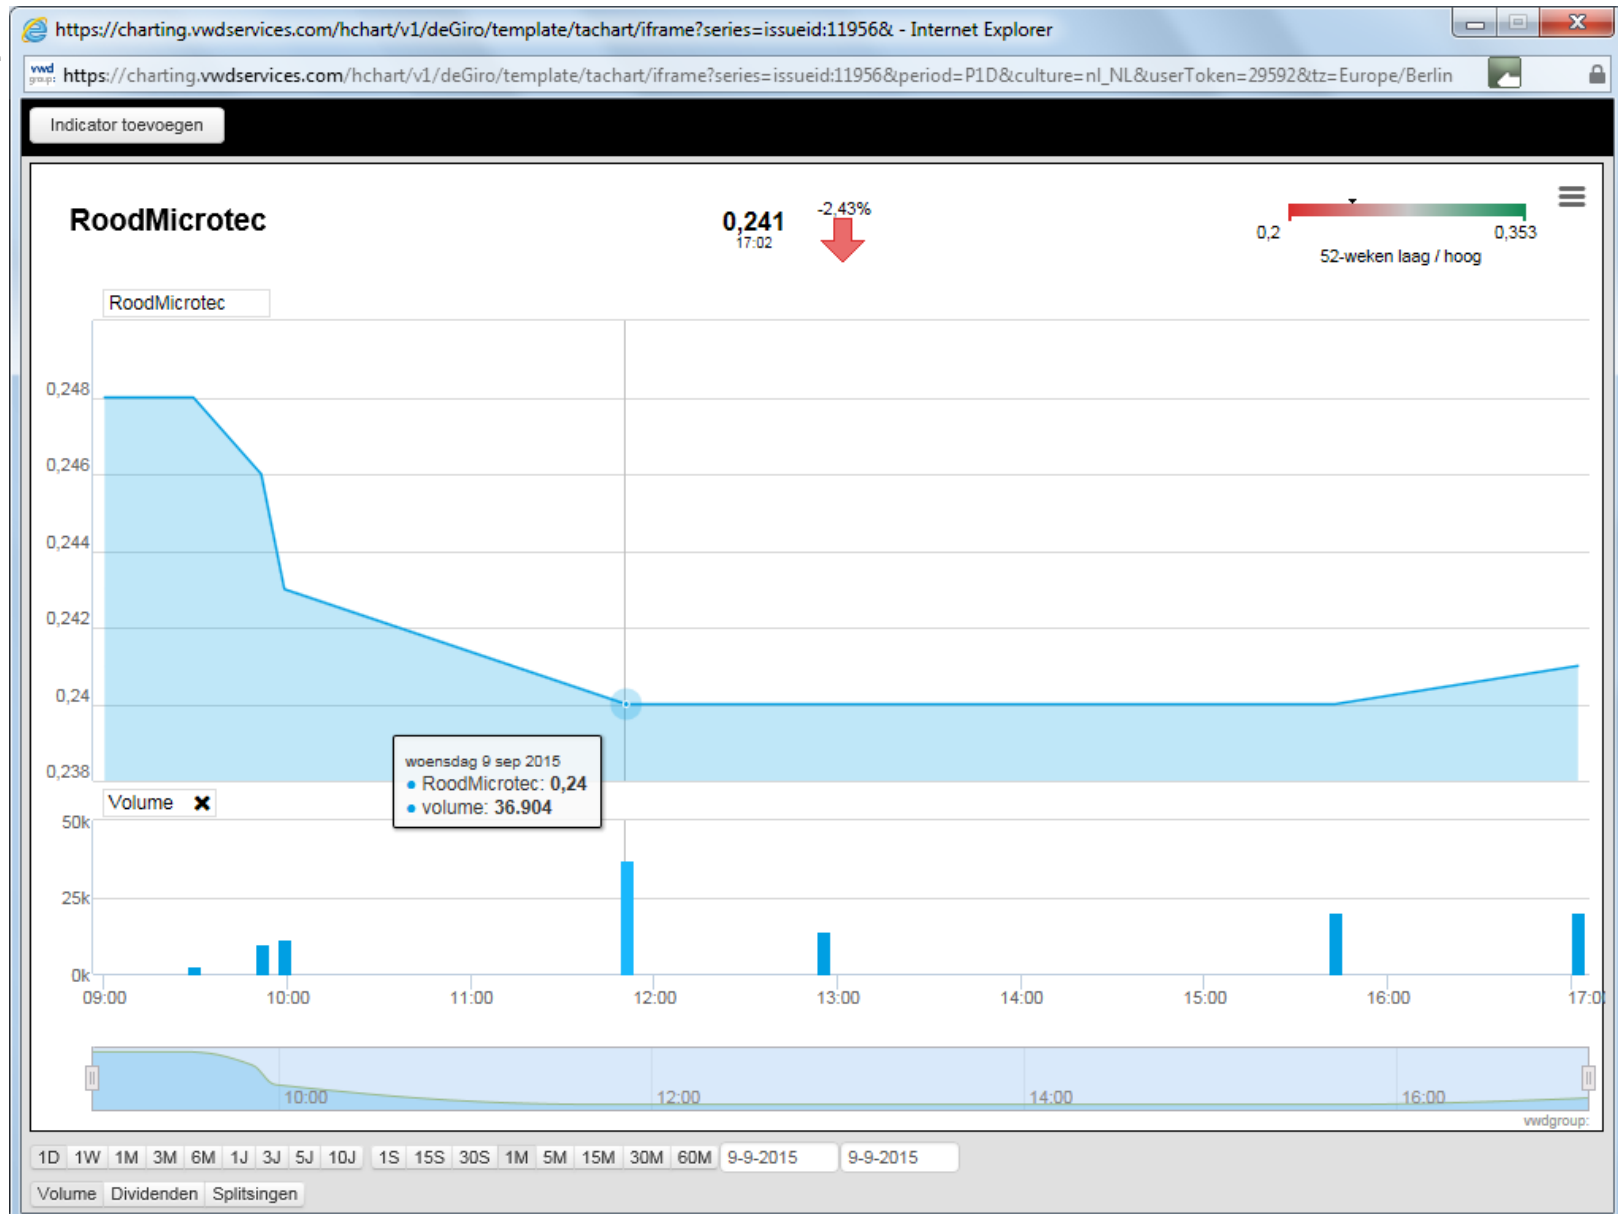 https://charting.vwdservices.com/hchart/v1/deGiro/template/tachart/iframe?series=issueid:11956& - Internet Explorer
vwd group: https://charting.vwdservices.com/hchart/v1/deGiro/template/tachart/iframe?series=issueid:11956&period=P1D&culture=nl_NL&userToken=29592&tz=Europe/Berlin
Indicator toevoegen
RoodMicrotec
0,241
17:02
-2,43%
0,2
0,353
52-weken laag / hoog
RoodMicrotec
0,248
0,246
0,244
0,242
0,24
0,238
woensdag 9 sep 2015
RoodMicrotec: 0,24
volume: 36.904
Volume
50k
25k
0k
09:00 10:00 11:00 12:00 13:00 14:00 15:00 16:00 17:0
10:00 12:00 14:00 16:00
vwdgroup:
1D 1W 1M 3M 6M 1J 3J 5J 10J 1S 15S 30S 1M 5M 15M 30M 60M 9-9-2015 9-9-2015
Volume Dividenden Splitsingen